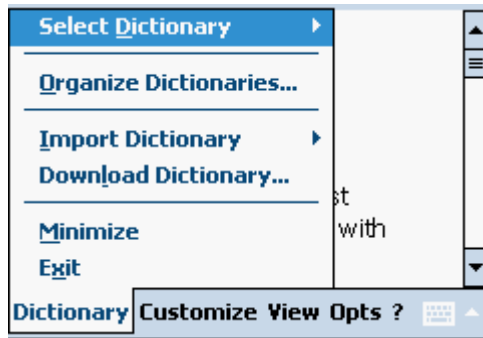 Select Dictionary
Organize Dictionaries...
Import Dictionary
Download Dictionary...
st
with
Minimize
Exit
Dictionary Customize View Opts ?